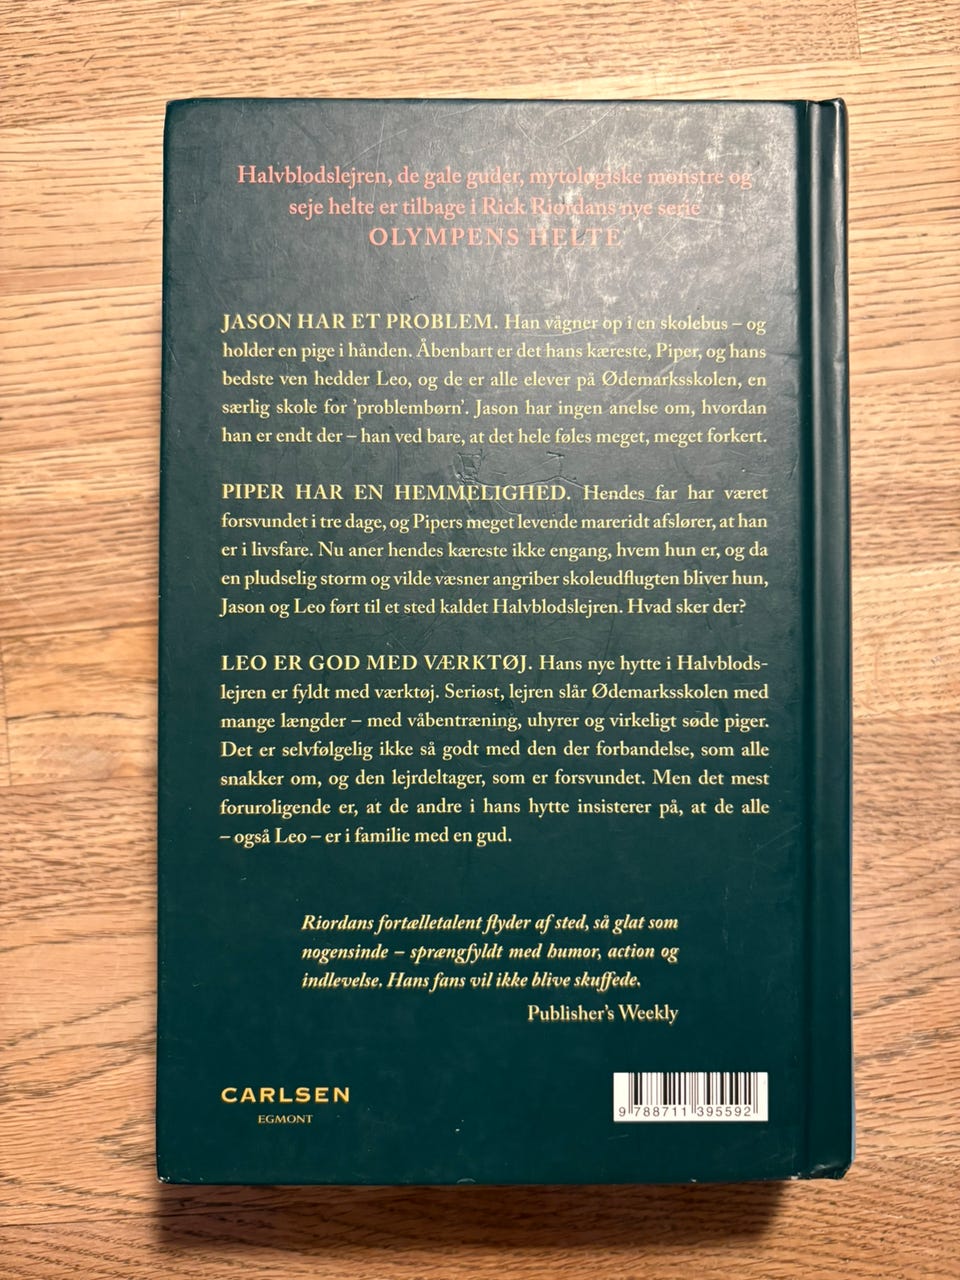 Halvblodslejren, de gale guder, mytologiske monstre og
seje helte er tilbage i Rick Riordans nye serie
OLYMPENS HELTE
JASON HAR ET PROBLEM. Han vågner op i en skolebus – og
holder en pige i hånden. Åbenbart er det hans kæreste, Piper, og hans
bedste ven hedder Leo, og de er alle elever på Ødemarksskolen, en
særlig skole for ’problembørn’. Jason har ingen anelse om, hvordan
han er endt der – han ved bare, at det hele føles meget, meget forkert.
PIPER HAR EN HEMMELIGHED. Hendes far har været
forsvundet i tre dage, og Pipers meget levende mareridt afslører, at han
er i livsfare. Nu aner hendes kæreste ikke engang, hvem hun er, og da
en pludselig storm og vilde væsner angriber skoleudflugten bliver hun,
Jason og Leo ført til et sted kaldet Halvblodslejren. Hvad sker der?
LEO ER GOD MED VÆRKTØJ. Hans nye hytte i Halvblods-
lejren er fyldt med værktøj. Seriøst, lejren slår Ødemarksskolen med
mange længder – med våbentræning, uhyrer og virkeligt søde piger.
Det er selvfølgelig ikke så godt med den der forbandelse, som alle
snakker om, og den lejrdeltager, som er forsvundet. Men det mest
foruroligende er, at de andre i hans hytte insisterer på, at de alle
– også Leo – er i familie med en gud.
Riordans fortælletalent flyder af sted, så glat som
nogensinde – sprængfyldt med humor, action og
indlevelse. Hans fans vil ikke blive skuffede.
Publisher’s Weekly
CARLSEN
EGMONT
9 788711 395592